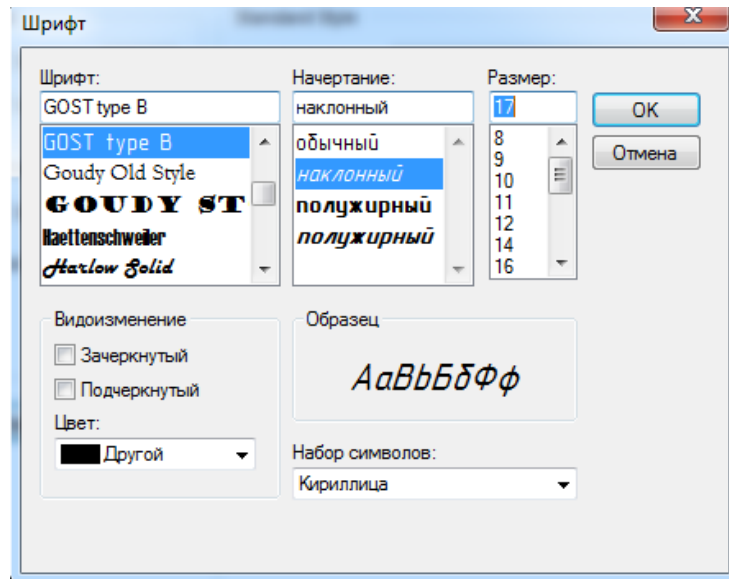 Шрифт
Шрифт:
GOST type B
GOST type B
Goudy Old Style
GOUDY ST
Haettenschweiler
Harlow Solid
Начертание:
наклонный
обычный
наклонный
полужирный
полужирный
Размер:
17
8
9
10
11
12
14
16
OK
Отмена
Видоизменение
Зачеркнутый
Подчеркнутый
Цвет:
Другой
Образец
АаВbБбФф
Набор символов:
Кириллица